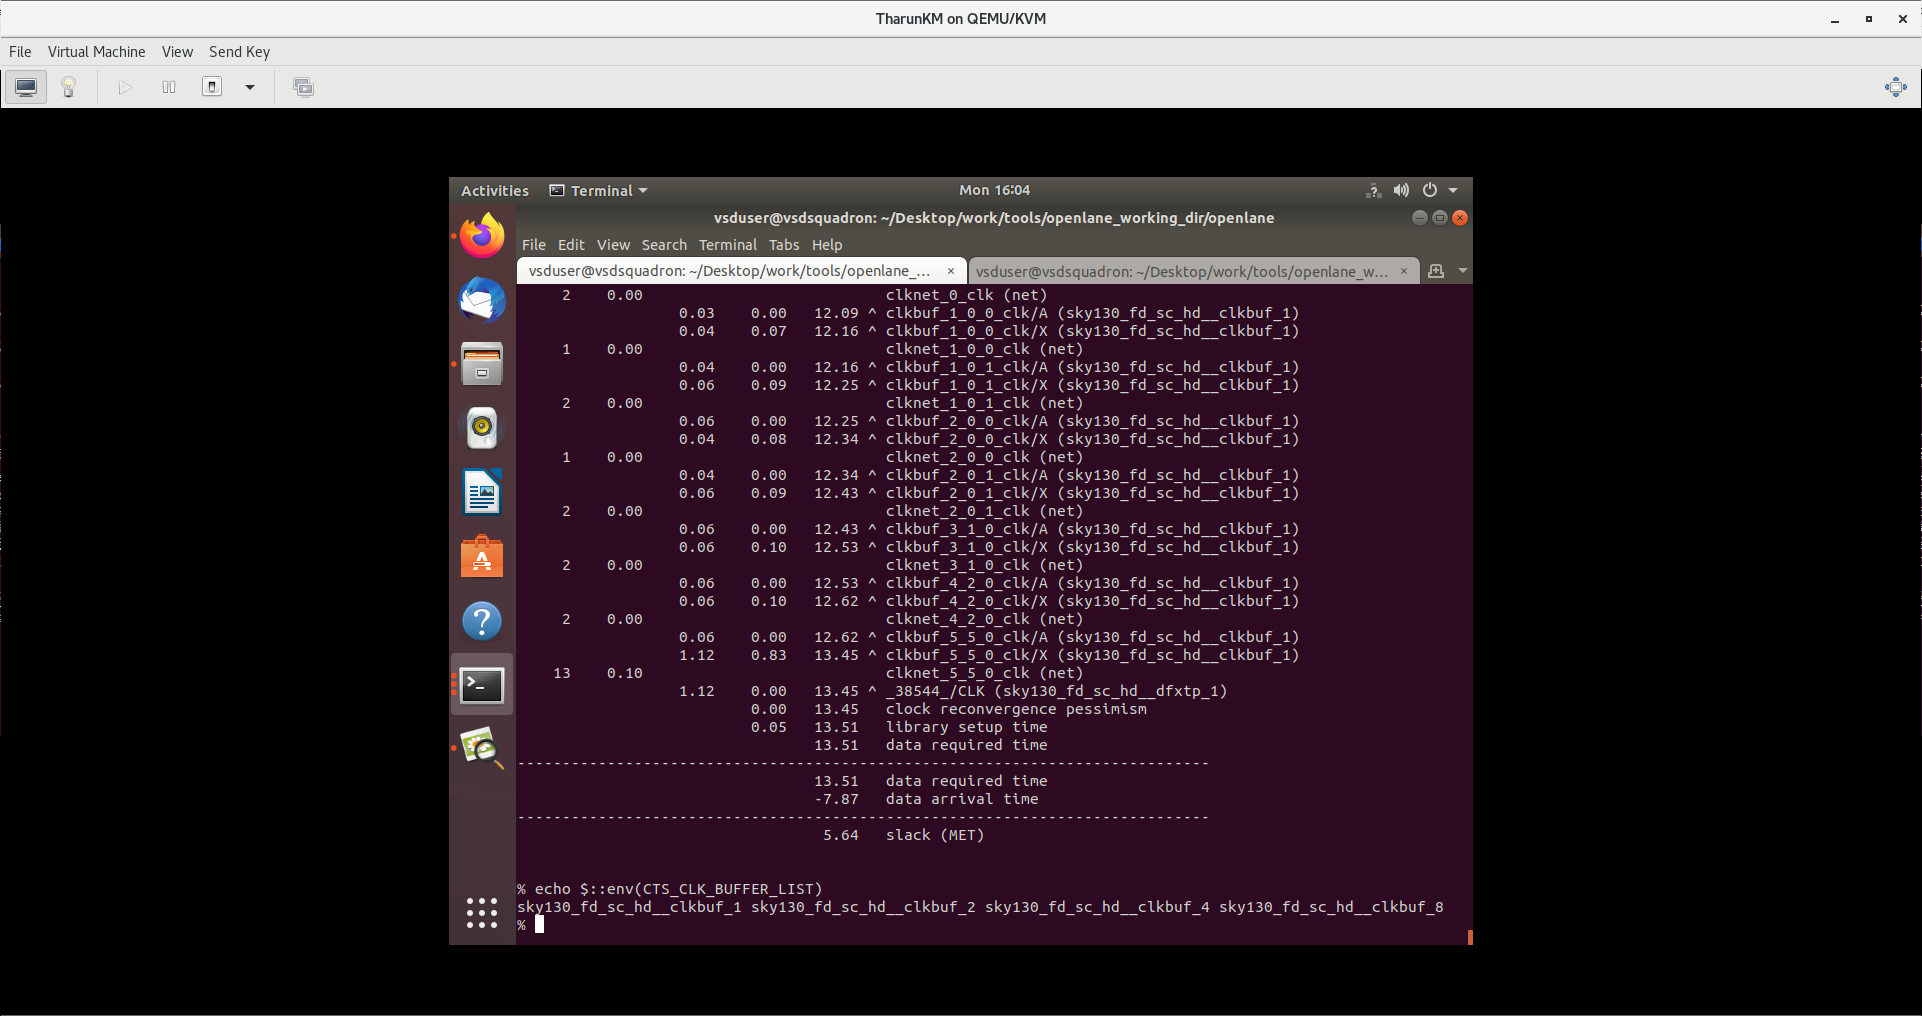 TharunKM on QEMU/KVM
File Virtual Machine View Send Key
Activities Terminal Mon 16:04
vsduser@vsdsquadron: ~/Desktop/work/tools/openlane_working_dir/openlane
File Edit View Search Terminal Tabs Help
vsduser@vsdsquadron: ~/Desktop/work/tools/openlane_... × vsduser@vsdsquadron: ~/Desktop/work/tools/openlane_w... ×
2 0.00 clknet_0_clk (net)
0.03 0.00 12.09 ^ clkbuf_1_0_0_clk/A (sky130_fd_sc_hd__clkbuf_1)
0.04 0.07 12.16 ^ clkbuf_1_0_0_clk/X (sky130_fd_sc_hd__clkbuf_1)
1 0.00 clknet_1_0_0_clk (net)
0.04 0.00 12.16 ^ clkbuf_1_0_1_clk/A (sky130_fd_sc_hd__clkbuf_1)
0.06 0.09 12.25 ^ clkbuf_1_0_1_clk/X (sky130_fd_sc_hd__clkbuf_1)
2 0.00 clknet_1_0_1_clk (net)
0.06 0.00 12.25 ^ clkbuf_2_0_0_clk/A (sky130_fd_sc_hd__clkbuf_1)
0.04 0.08 12.34 ^ clkbuf_2_0_0_clk/X (sky130_fd_sc_hd__clkbuf_1)
1 0.00 clknet_2_0_0_clk (net)
0.04 0.00 12.34 ^ clkbuf_2_0_1_clk/A (sky130_fd_sc_hd__clkbuf_1)
0.06 0.09 12.43 ^ clkbuf_2_0_1_clk/X (sky130_fd_sc_hd__clkbuf_1)
2 0.00 clknet_2_0_1_clk (net)
0.06 0.00 12.43 ^ clkbuf_3_1_0_clk/A (sky130_fd_sc_hd__clkbuf_1)
0.06 0.10 12.53 ^ clkbuf_3_1_0_clk/X (sky130_fd_sc_hd__clkbuf_1)
2 0.00 clknet_3_1_0_clk (net)
0.06 0.00 12.53 ^ clkbuf_4_2_0_clk/A (sky130_fd_sc_hd__clkbuf_1)
0.06 0.10 12.62 ^ clkbuf_4_2_0_clk/X (sky130_fd_sc_hd__clkbuf_1)
2 0.00 clknet_4_2_0_clk (net)
0.06 0.00 12.62 ^ clkbuf_5_5_0_clk/A (sky130_fd_sc_hd__clkbuf_1)
1.12 0.83 13.45 ^ clkbuf_5_5_0_clk/X (sky130_fd_sc_hd__clkbuf_1)
13 0.10 clknet_5_5_0_clk (net)
1.12 0.00 13.45 ^ _38544_/CLK (sky130_fd_sc_hd__dfxtp_1)
0.00 13.45 clock reconvergence pessimism
0.05 13.51 library setup time
13.51 data required time
-----------------------------------------------------------------------------
13.51 data required time
-7.87 data arrival time
-----------------------------------------------------------------------------
5.64 slack (MET)
% echo $::env(CTS_CLK_BUFFER_LIST)
sky130_fd_sc_hd__clkbuf_1 sky130_fd_sc_hd__clkbuf_2 sky130_fd_sc_hd__clkbuf_4 sky130_fd_sc_hd__clkbuf_8
%